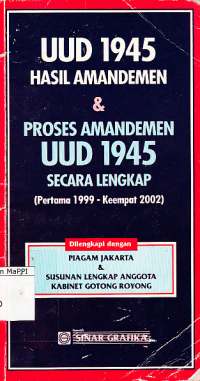 UUD 1945
HASIL AMANDEMEN
&
PROSES AMANDEMEN
UUD 1945
SECARA LENGKAP
(Pertama 1999 - Keempat 2002)
Dilengkapi dengan
PIAGAM JAKARTA
&
SUSUNAN LENGKAP ANGGOTA
KABINET GOTONG ROYONG
n MaPPI
SINAR GRAFIKA